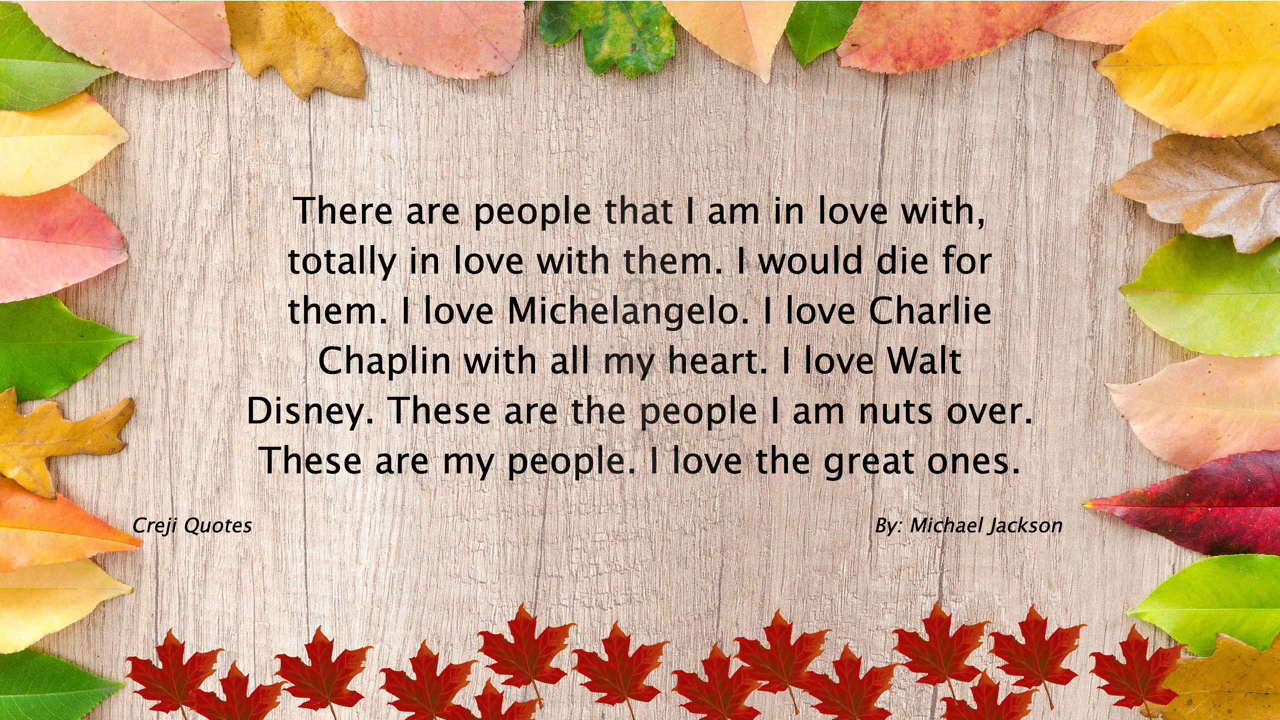 There are people that I am in love with,
totally in love with them. I would die for
them. I love Michelangelo. I love Charlie
Chaplin with all my heart. I love Walt
Disney. These are the people I am nuts over.
These are my people. I love the great ones.
Creji Quotes
By: Michael Jackson